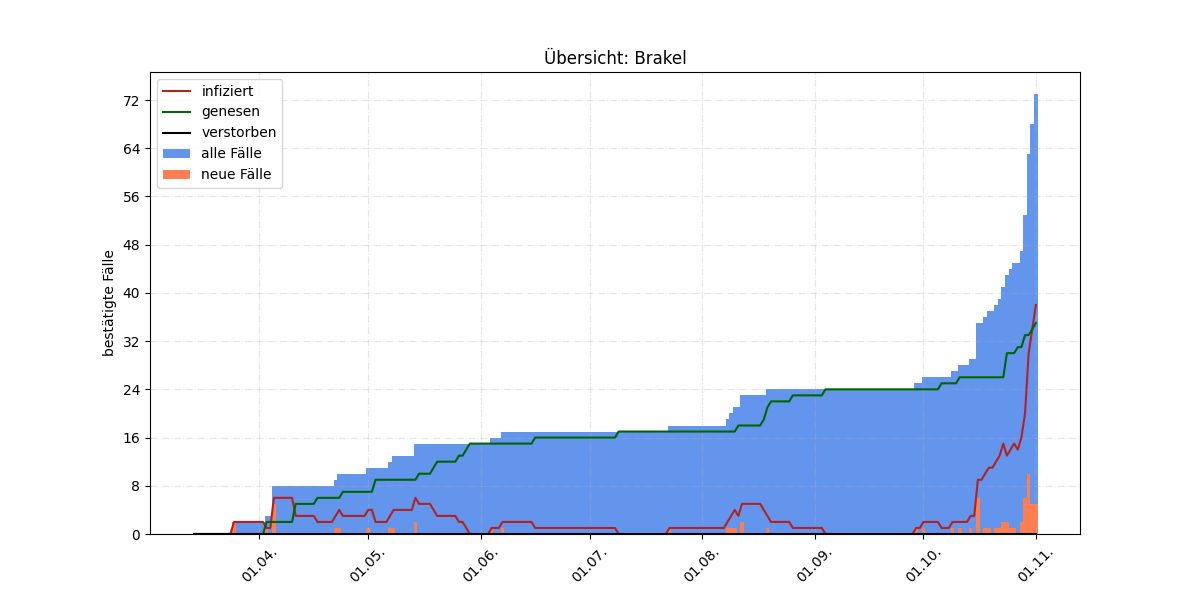 Übersicht: Brakel
infiziert
genesen
verstorben
alle Fälle
neue Fälle
bestätigte Fälle
72
64
56
48
40
32
24
16
8
0
01.04.
01.05.
01.06.
01.07.
01.08.
01.09.
01.10.
01.11.